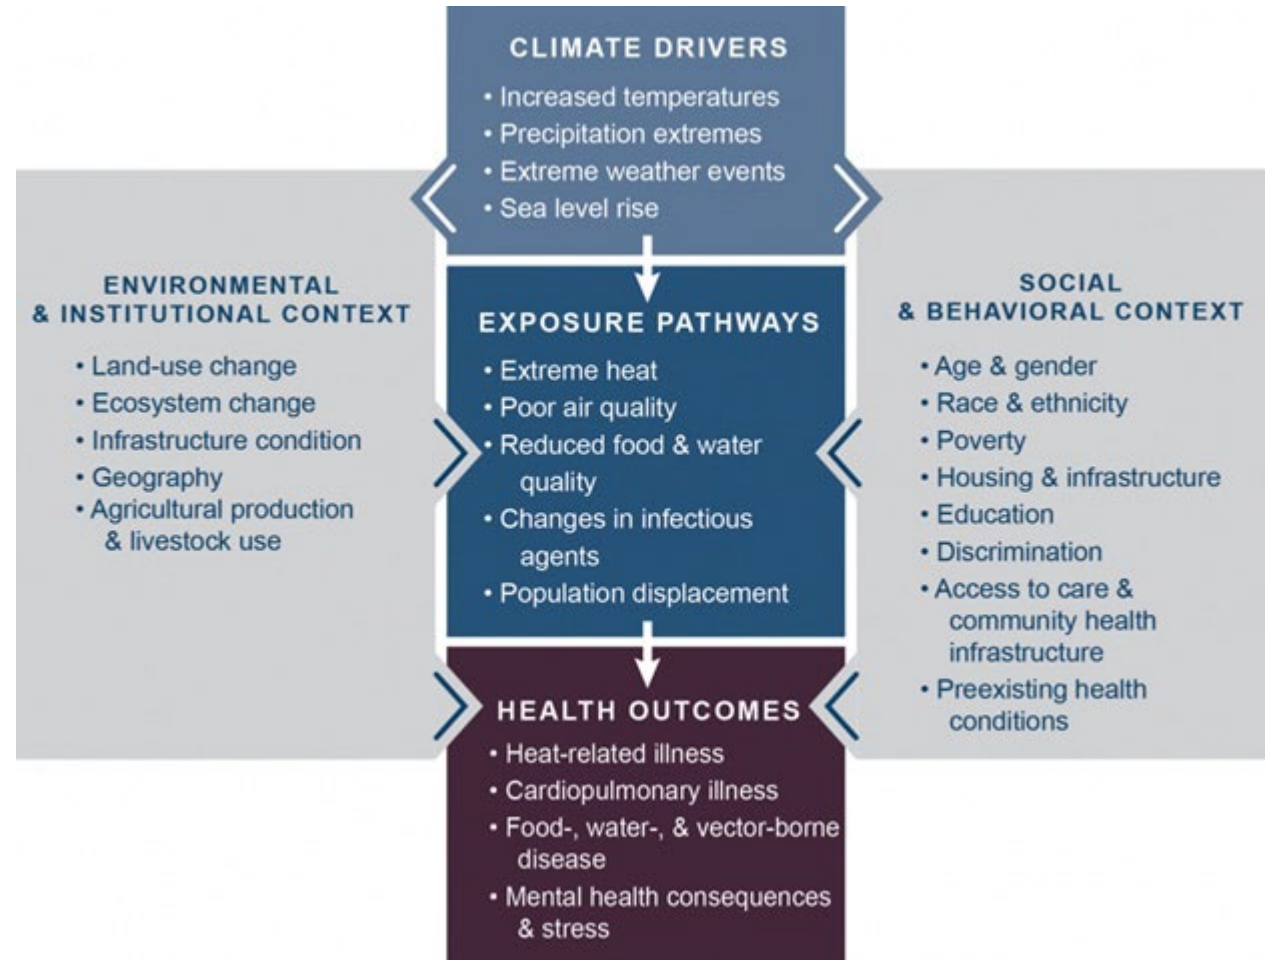 CLIMATE DRIVERS
• Increased temperatures
• Precipitation extremes
• Extreme weather events
• Sea level rise
ENVIRONMENTAL
& INSTITUTIONAL CONTEXT
• Land-use change
• Ecosystem change
• Infrastructure condition
• Geography
• Agricultural production
& livestock use
EXPOSURE PATHWAYS
• Extreme heat
• Poor air quality
• Reduced food & water
quality
• Changes in infectious
agents
• Population displacement
SOCIAL
& BEHAVIORAL CONTEXT
• Age & gender
• Race & ethnicity
• Poverty
• Housing & infrastructure
• Education
• Discrimination
• Access to care &
community health
infrastructure
• Preexisting health
conditions
HEALTH OUTCOMES
• Heat-related illness
• Cardiopulmonary illness
• Food-, water-, & vector-borne
disease
• Mental health consequences
& stress